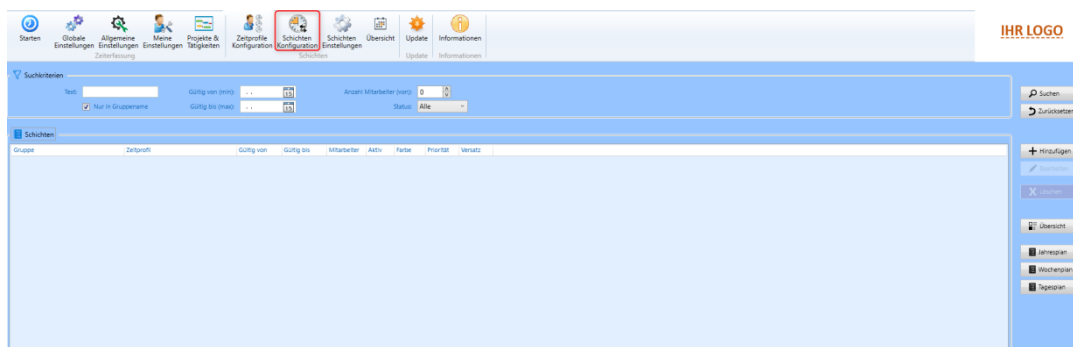 Starten
Globale Einstellungen
Allgemeine Einstellungen
Meine Einstellungen
Projekte & Tätigkeiten
Zeitprofile Konfiguration
Schichten Konfiguration
Schichten Einstellungen
Übersicht
Update
Informationen
Zeiterfassung
Schichten
Update
Informationen
IHR LOGO
Suchkriterien
Text:
Gültig von (min): . .
15
Anzahl Mitarbeiter (von): 0
Nur in Gruppename
Gültig bis (max): . .
15
Status: Alle
Suchen
Zurücksetzen
Schichten
Gruppe Zeitprofil Gültig von Gültig bis Mitarbeiter Aktiv Farbe Priorität Versatz
Hinzufügen
Bearbeiten
Löschen
Übersicht
Jahresplan
Wochenplan
Tagesplan